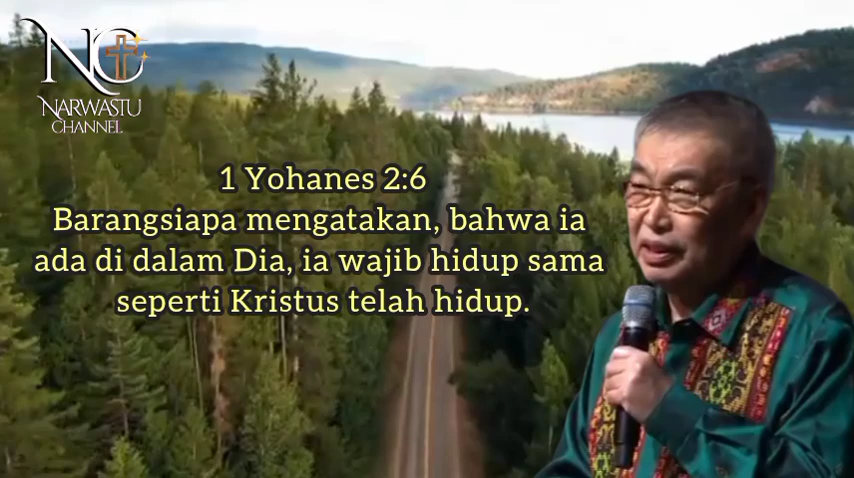 NC
NARWASTU
CHANNEL
1 Yohanes 2:6
Barangsiapa mengatakan, bahwa ia
ada di dalam Dia, ia wajib hidup sama
seperti Kristus telah hidup.